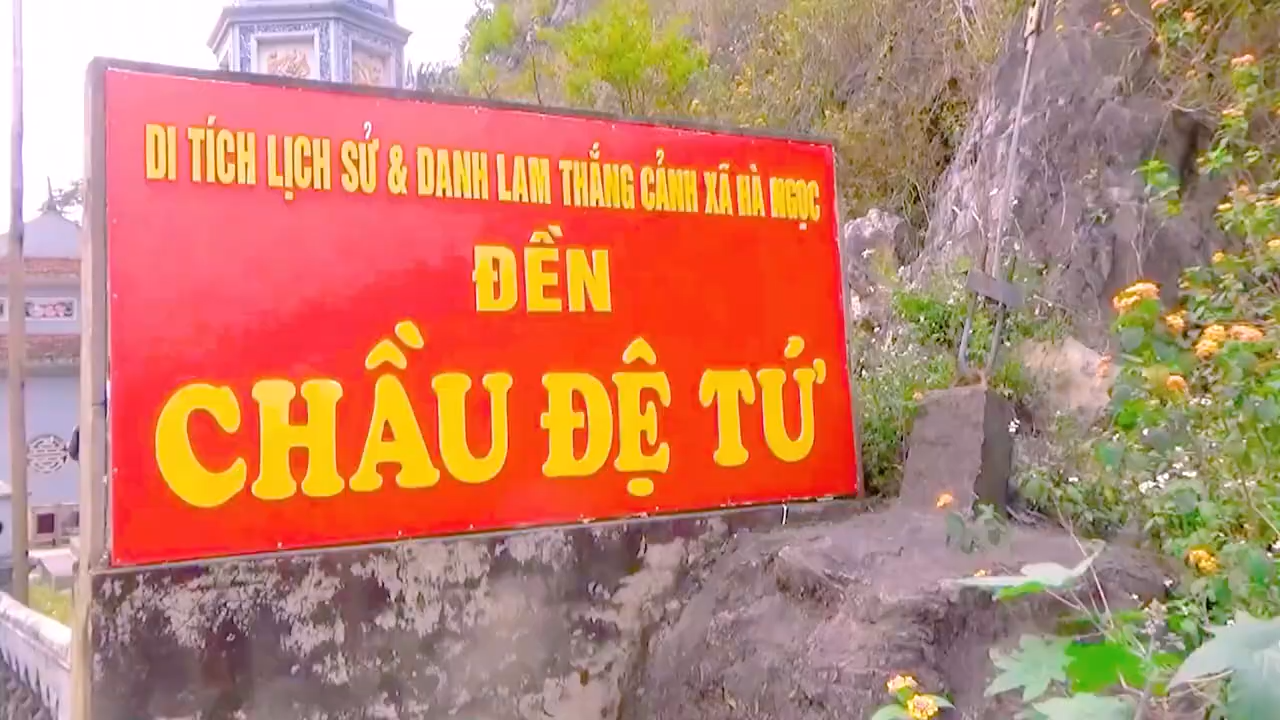 DI TÍCH LỊCH SỬ & DANH LAM THẮNG CẢNH XÃ HÀ NGỌC
ĐỀN
CHẦU ĐỆ TỨ